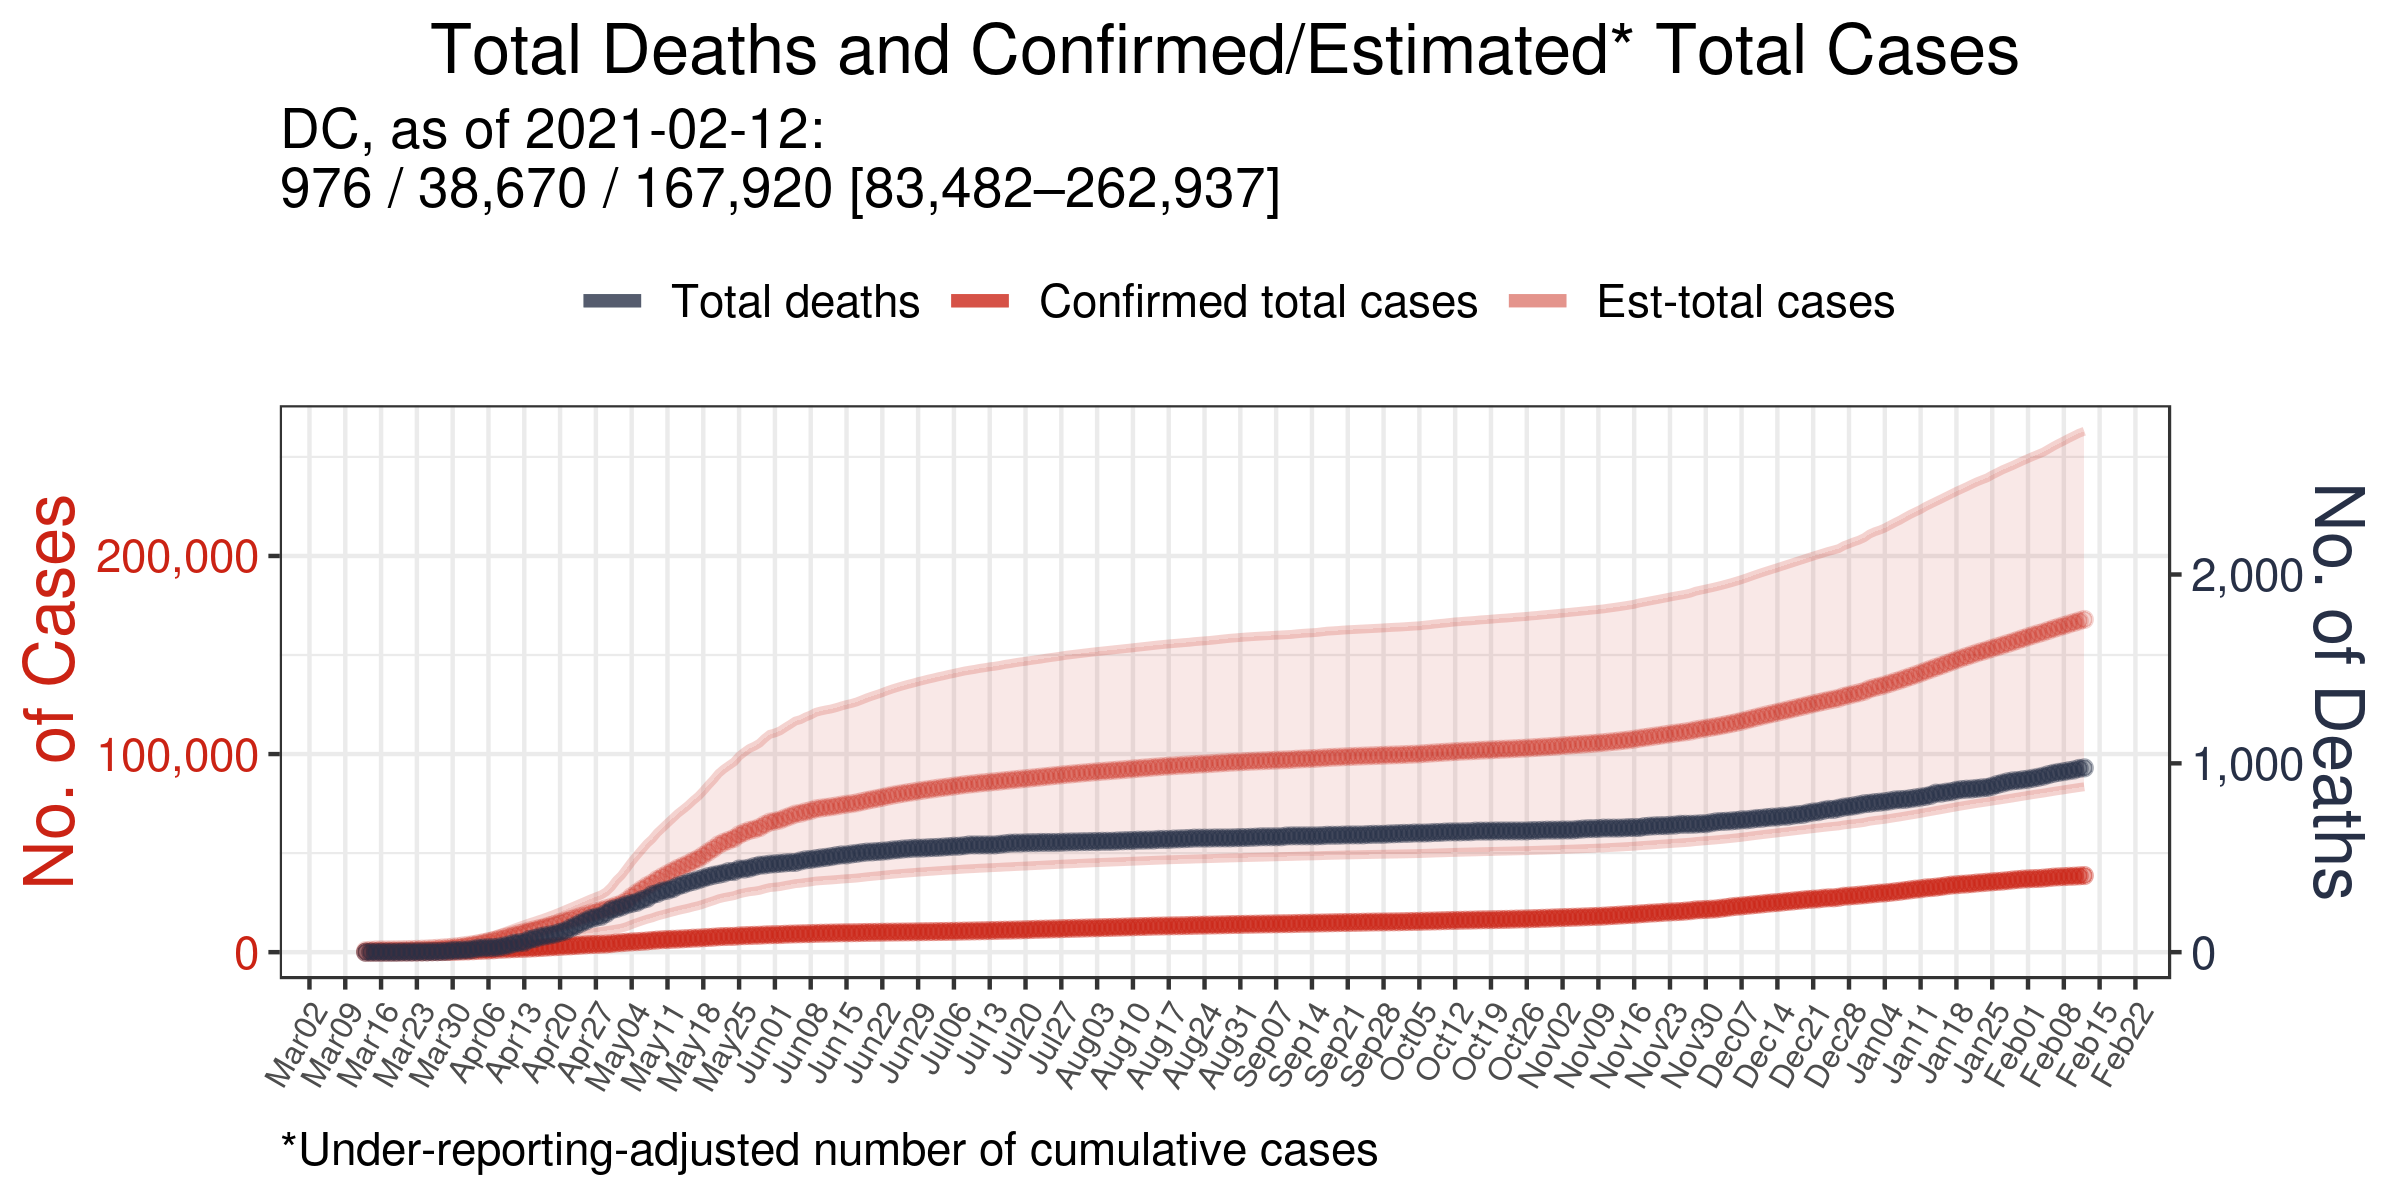 Total Deaths and Confirmed/Estimated* Total Cases
DC, as of 2021-02-12:
976 / 38,670 / 167,920 [83,482–262,937]
Total deaths
Confirmed total cases
Est-total cases
No. of Cases
200,000
100,000
0
2,000
1,000
0
No. of Deaths
Mar02
Mar09
Mar16
Mar23
Mar30
Apr06
Apr13
Apr20
Apr27
May04
May11
May18
May25
Jun01
Jun08
Jun15
Jun22
Jun29
Jul06
Jul13
Jul20
Jul27
Aug03
Aug10
Aug17
Aug24
Aug31
Sep07
Sep14
Sep21
Sep28
Oct05
Oct12
Oct19
Oct26
Nov02
Nov09
Nov16
Nov23
Nov30
Dec07
Dec14
Dec21
Dec28
Jan04
Jan11
Jan18
Jan25
Feb01
Feb08
Feb15
Feb22
*Under-reporting-adjusted number of cumulative cases